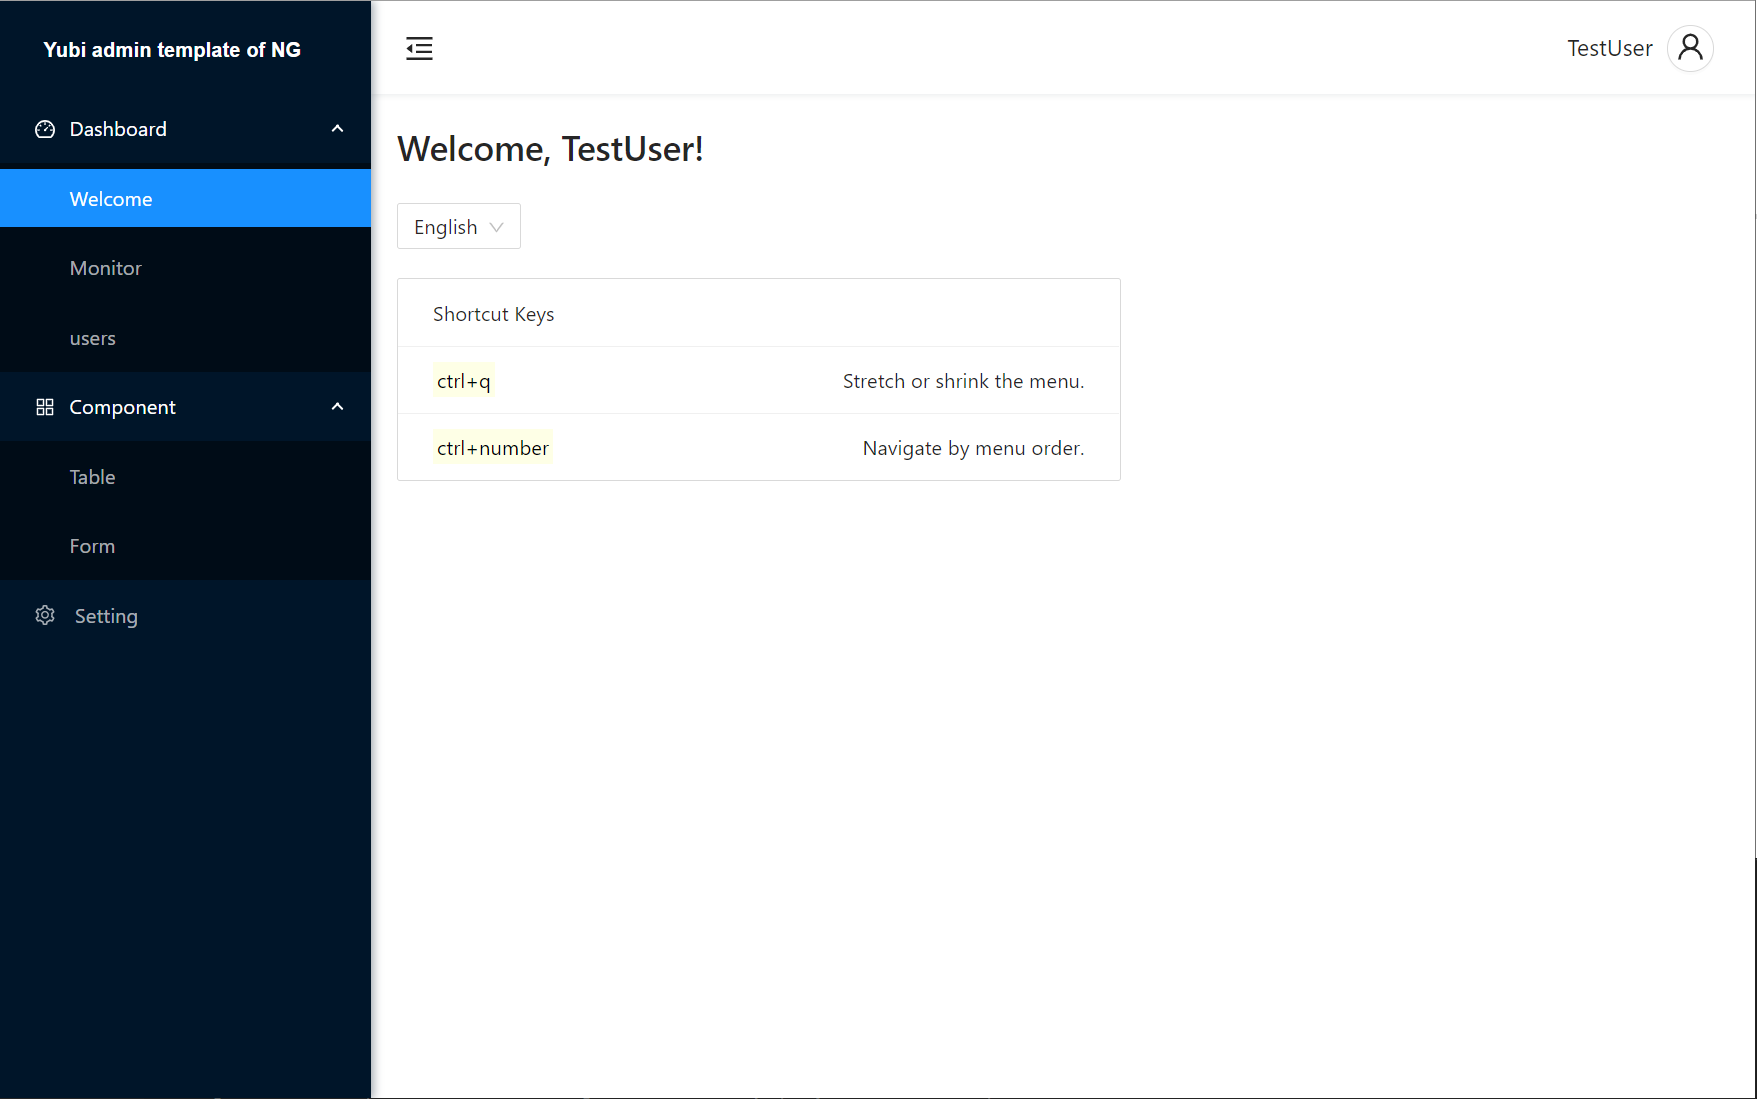 Yubi admin template of NG
Dashboard
Welcome
Monitor
users
Component
Table
Form
Setting
TestUser
Welcome, TestUser!
English
Shortcut Keys
ctrl+q Stretch or shrink the menu.
ctrl+number Navigate by menu order.